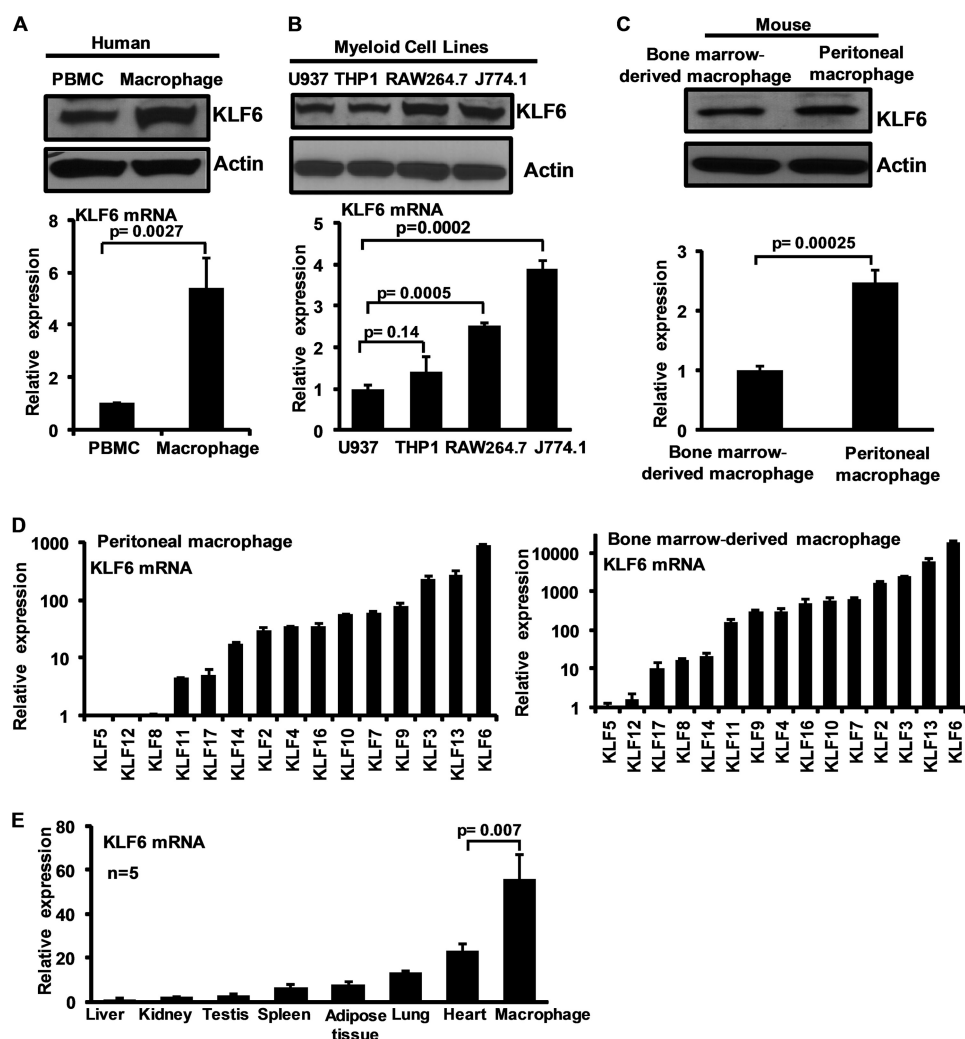 A
Human
PBMC Macrophage
KLF6
Actin
KLF6 mRNA
p= 0.0027
Relative expression
8
6
4
2
0
PBMC Macrophage
B
Myeloid Cell Lines
U937 THP1 RAW264.7 J774.1
KLF6
Actin
KLF6 mRNA
p=0.0002
p= 0.0005
p= 0.14
Relative expression
5
4
3
2
1
0
U937 THP1 RAW264.7 J774.1
C
Mouse
Bone marrow-
derived macrophage
Peritoneal
macrophage
KLF6
Actin
p= 0.00025
Relative expression
3
2
1
0
Bone marrow-
derived macrophage
Peritoneal
macrophage
D
Peritoneal macrophage
KLF6 mRNA
Relative expression
1000
100
10
1
KLF5 KLF12 KLF8 KLF11 KLF17 KLF14 KLF2 KLF4 KLF16 KLF10 KLF7 KLF9 KLF3 KLF13 KLF6
Bone marrow-derived macrophage
KLF6 mRNA
Relative expression
10000
1000
100
10
1
KLF5 KLF12 KLF17 KLF8 KLF14 KLF11 KLF9 KLF4 KLF16 KLF10 KLF7 KLF2 KLF3 KLF13 KLF6
E
KLF6 mRNA
n=5
p= 0.007
Relative expression
80
60
40
20
0
Liver Kidney Testis Spleen Adipose Lung Heart Macrophage
tissue